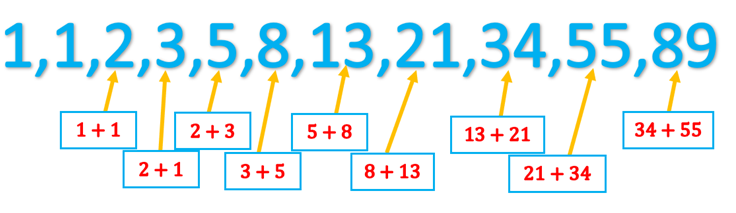 1,1,2,3,5,8,13,21,34,55,89
1 + 1
2 + 3
5 + 8
13 + 21
34 + 55
2 + 1
3 + 5
8 + 13
21 + 34